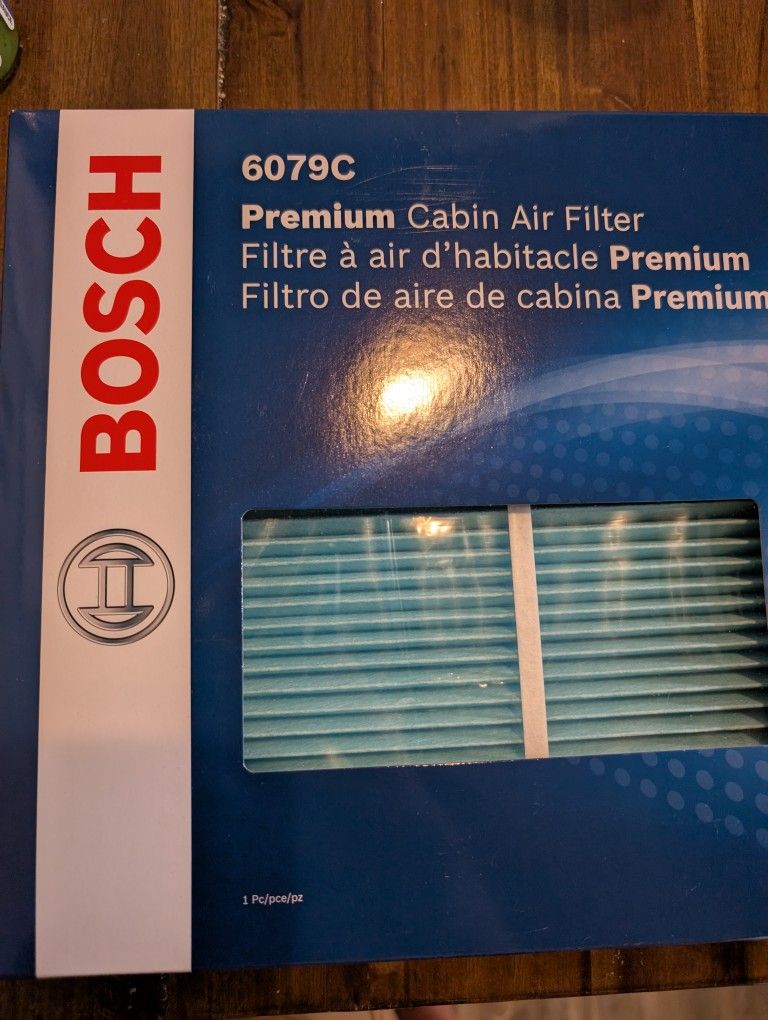 BOSCH
6079C
Premium Cabin Air Filter
Filtre à air d'habitacle Premium
Filtro de aire de cabina Premium
1 Pc/pce/pz